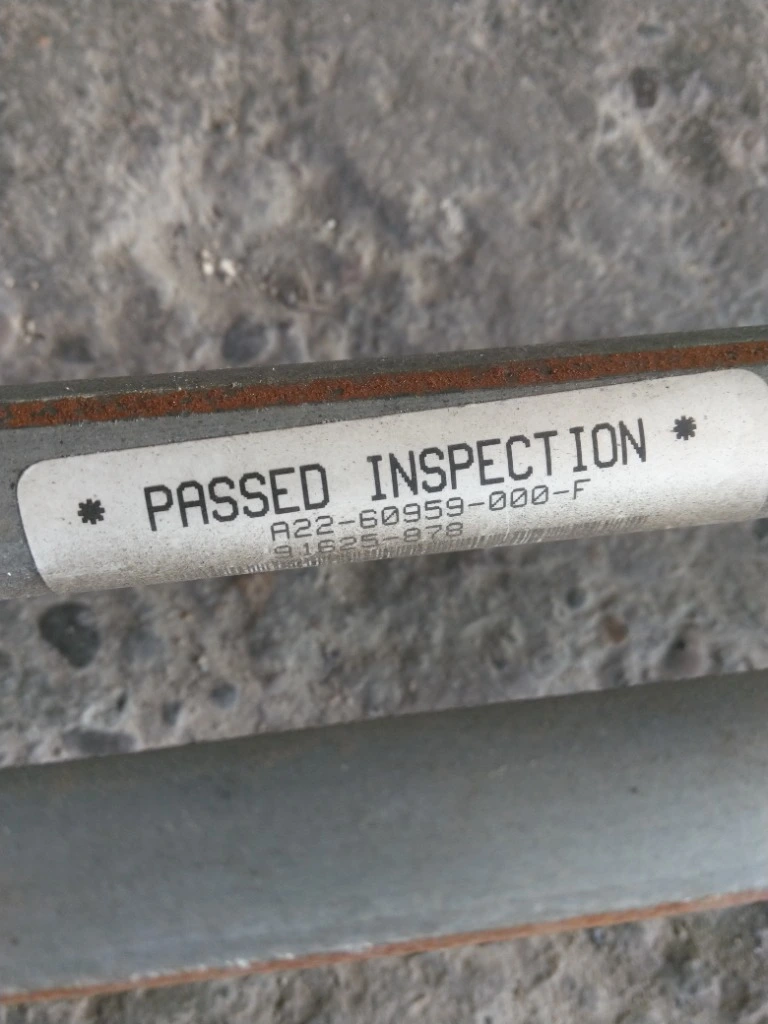 * PASSED INSPECTION *
A22-60959-000-F
91625-878